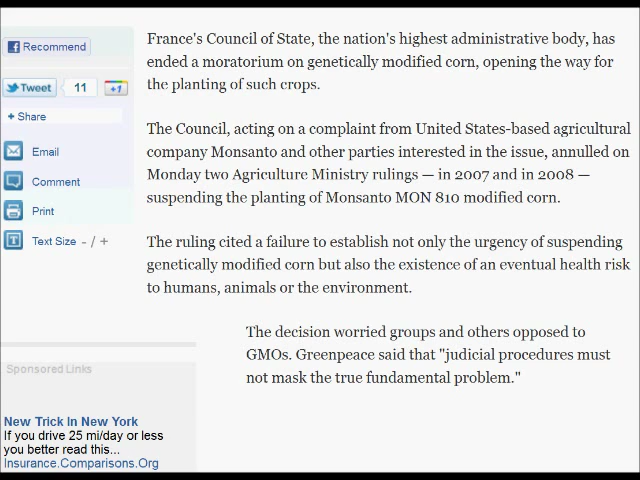 Recommend
Tweet 11 +1
+ Share
Email
Comment
Print
Text Size - / +
France's Council of State, the nation's highest administrative body, has
ended a moratorium on genetically modified corn, opening the way for
the planting of such crops.
The Council, acting on a complaint from United States-based agricultural
company Monsanto and other parties interested in the issue, annulled on
Monday two Agriculture Ministry rulings — in 2007 and in 2008 —
suspending the planting of Monsanto MON 810 modified corn.
The ruling cited a failure to establish not only the urgency of suspending
genetically modified corn but also the existence of an eventual health risk
to humans, animals or the environment.
The decision worried groups and others opposed to
GMOs. Greenpeace said that "judicial procedures must
not mask the true fundamental problem."
Sponsored Links
New Trick In New York
If you drive 25 mi/day or less
you better read this...
Insurance.Comparisons.Org